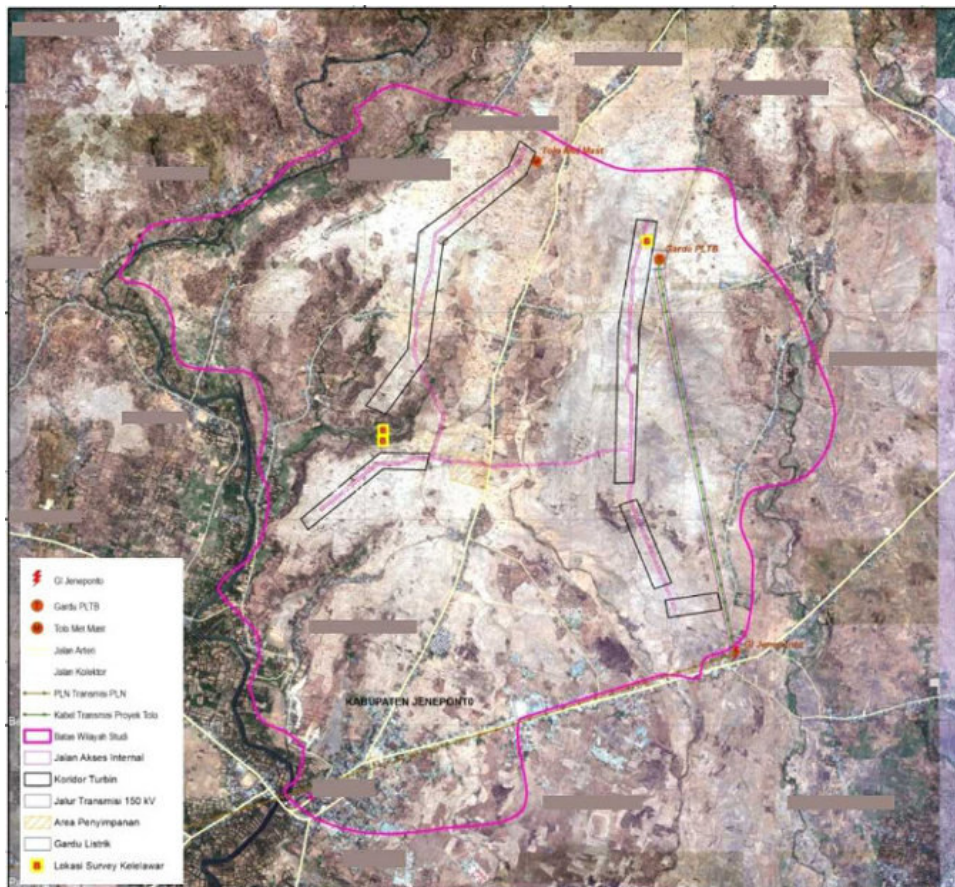 Tolo Met Mast
Gardu PLTB
GI Jeneponto
KABUPATEN JENEPONTO
GI Jeneponto
Gardu PLTB
Tolo Met Mast
Jalan Arteri
Jalan Kolektor
PLN Transmisi PLN
Kabel Transmisi Proyek Tolo
Batas Wilayah Studi
Jalan Akses Internal
Koridor Turbin
Jalur Transmisi 150 kV
Area Penyimpanan
Gardu Listrik
Lokasi Survey Kelelawar